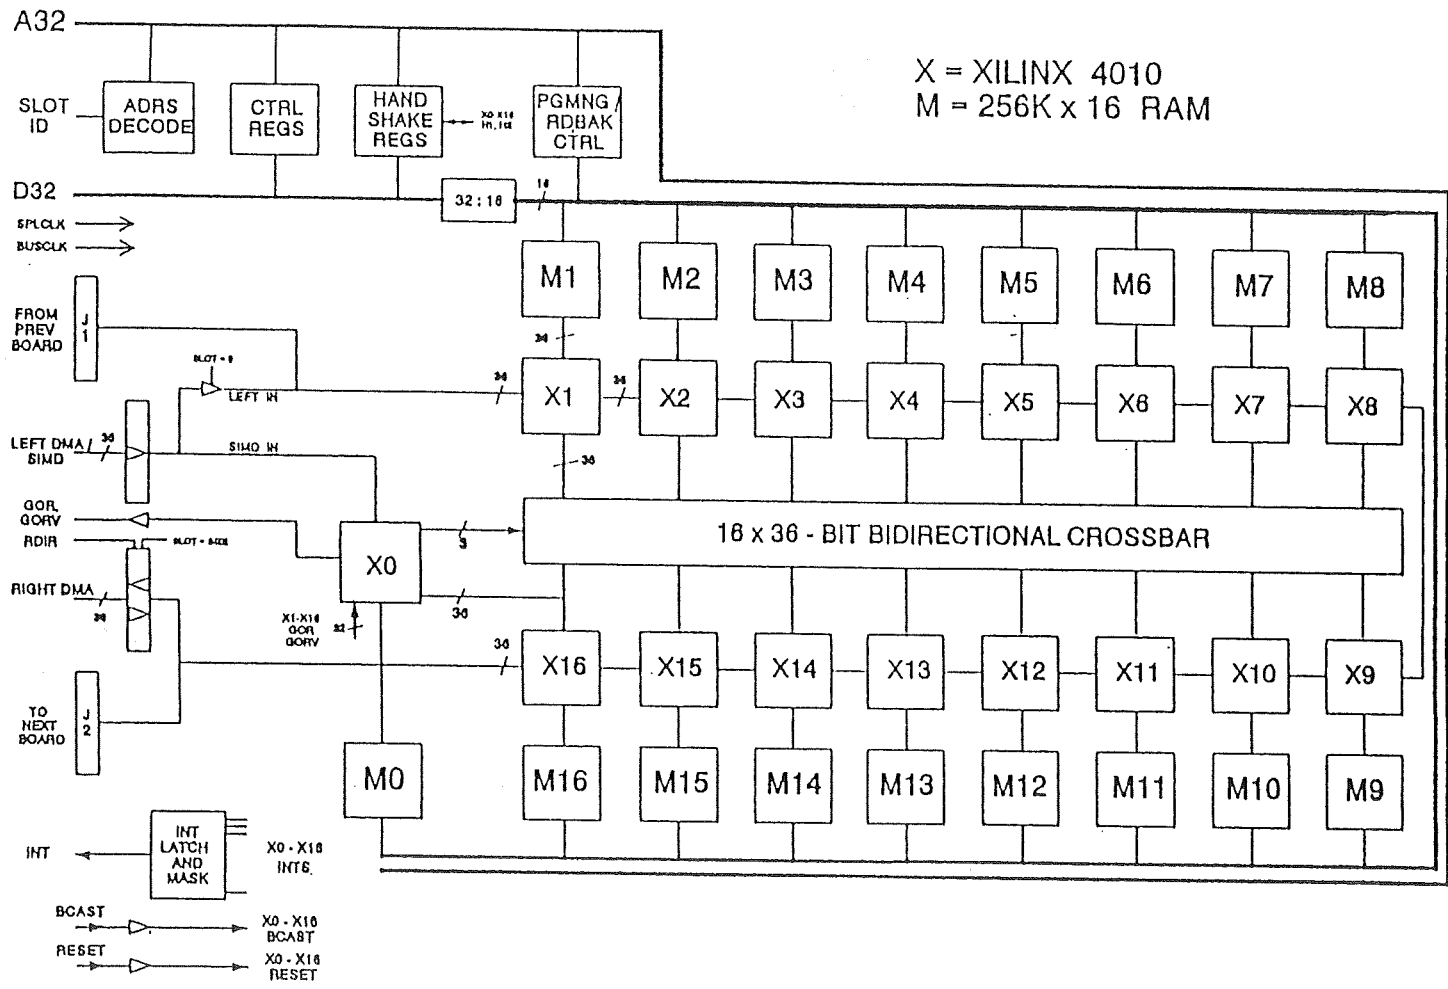 A32
X = XILINX 4010
M = 256K x 16 RAM
SLOT
ID
ADRS
DECODE
CTRL
REGS
HAND
SHAKE
REGS
X0-X16
PGMNG /
RDBAK
CTRL
D32
32:16
16
SPLCLK
BUSCLK
FROM
PREV
BOARD
J
1
M1
M2
M3
M4
M5
M6
M7
M8
36
SLOT = 0
LEFT IN
36
X1
36
X2
X3
X4
X5
X6
X7
X8
LEFT DMA/
SIMD
36
SIMD IN
36
GOR,
GORV
RDIR
X0
3
16 x 36 - BIT BIDIRECTIONAL CROSSBAR
RIGHT DMA
36
36
X1-X16
GOR
GORV
32
36
X16
X15
X14
X13
X12
X11
X10
X9
TO
NEXT
BOARD
J
2
M0
M16
M15
M14
M13
M12
M11
M10
M9
INT
INT
LATCH
AND
MASK
X0 - X16
INTS.
BCAST
X0 - X16
BCAST
RESET
X0 - X16
RESET